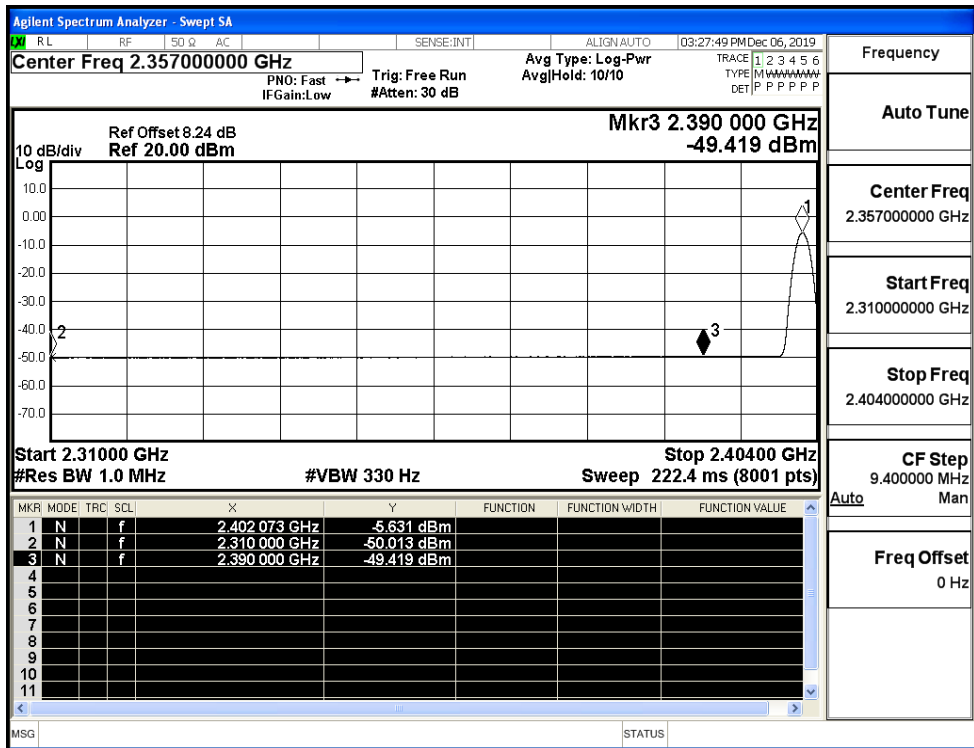 Agilent Spectrum Analyzer - Swept SA
LXI RL RF 50 Ω AC SENSE:INT ALIGNAUTO 03:27:49 PM Dec 06, 2019
Center Freq 2.357000000 GHz
PNO: Fast
IFGain:Low
Trig: Free Run
#Atten: 30 dB
Avg Type: Log-Pwr
Avg|Hold: 10/10
TRACE 1 2 3 4 5 6
TYPE M WWWWW
DET P P P P P P
Ref Offset 8.24 dB
10 dB/div Ref 20.00 dBm
Log
Mkr3 2.390 000 GHz
-49.419 dBm
10.0
0.00
-10.0
-20.0
-30.0
-40.0
-50.0
-60.0
-70.0
1
2
3
Start 2.31000 GHz Stop 2.40400 GHz
#Res BW 1.0 MHz #VBW 330 Hz Sweep 222.4 ms (8001 pts)
MKR MODE TRC SCL X Y FUNCTION FUNCTION WIDTH FUNCTION VALUE
1 N f 2.402 073 GHz -5.631 dBm
2 N f 2.310 000 GHz -50.013 dBm
3 N f 2.390 000 GHz -49.419 dBm
4
5
6
7
8
9
10
11
MSG STATUS
Frequency
Auto Tune
Center Freq
2.357000000 GHz
Start Freq
2.310000000 GHz
Stop Freq
2.404000000 GHz
CF Step
9.400000 MHz
Auto Man
Freq Offset
0 Hz